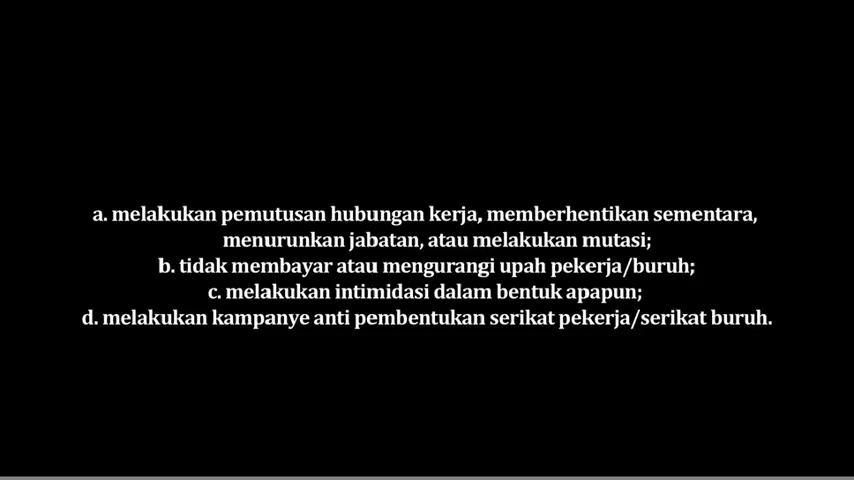 a. melakukan pemutusan hubungan kerja, memberhentikan sementara,
menurunkan jabatan, atau melakukan mutasi;
b. tidak membayar atau mengurangi upah pekerja/buruh;
c. melakukan intimidasi dalam bentuk apapun;
d. melakukan kampanye anti pembentukan serikat pekerja/serikat buruh.